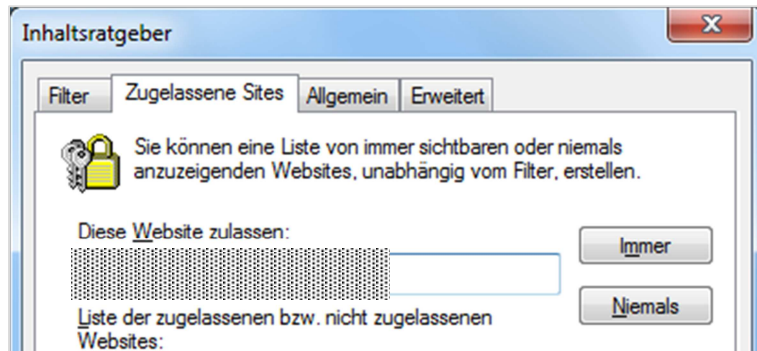 Inhaltsratgeber
Filter
Zugelassene Sites
Allgemein
Erweitert
Sie können eine Liste von immer sichtbaren oder niemals
anzuzeigenden Websites, unabhängig vom Filter, erstellen.
Diese Website zulassen:
Immer
Niemals
Liste der zugelassenen bzw. nicht zugelassenen
Websites: